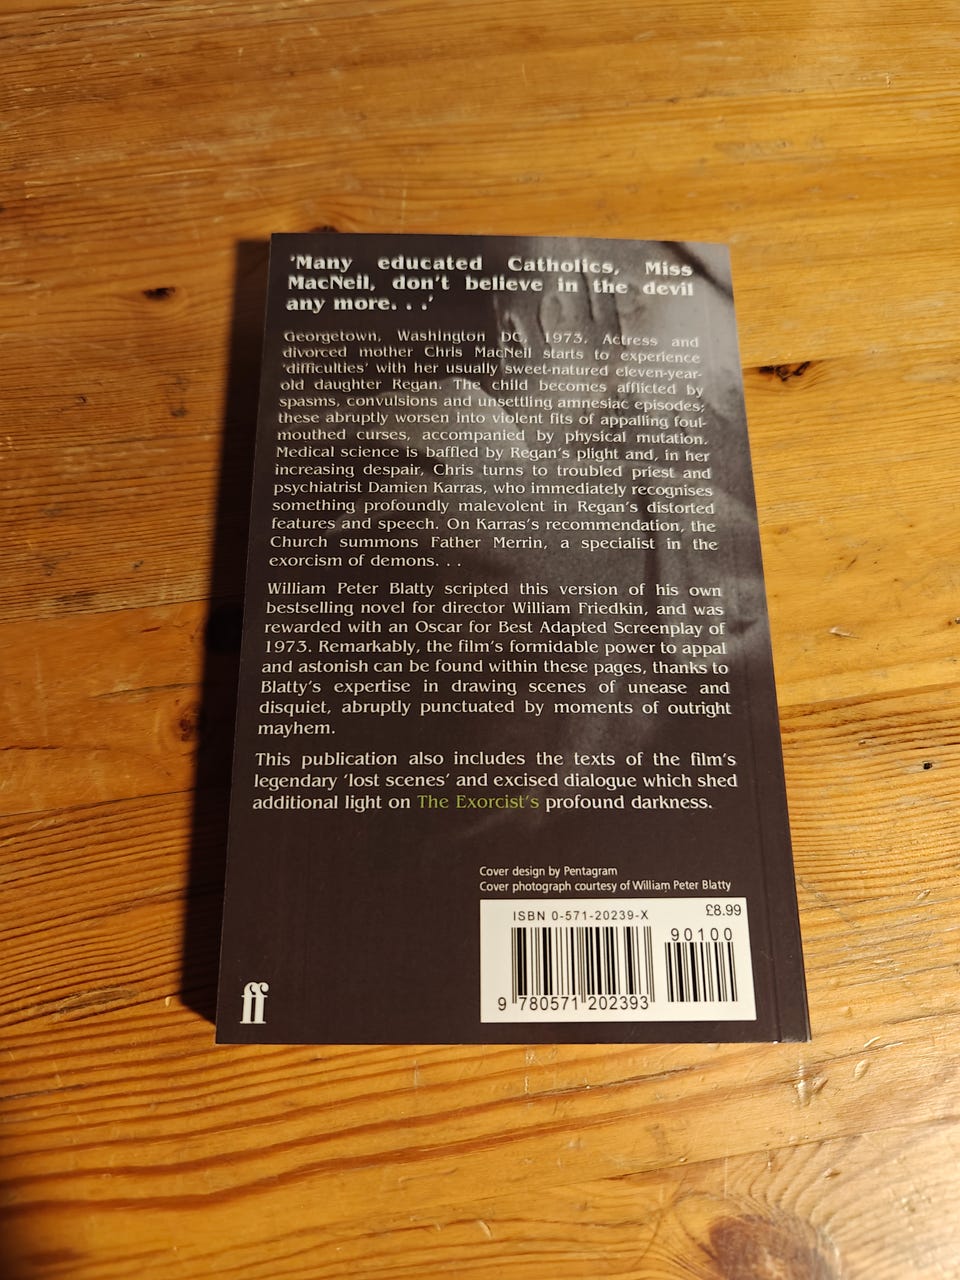 'Many educated Catholics, Miss
MacNeil, don't believe in the devil
any more. . .'
Georgetown, Washington DC, 1973. Actress and
divorced mother Chris MacNeil starts to experience
'difficulties' with her usually sweet-natured eleven-year-
old daughter Regan. The child becomes afflicted by
spasms, convulsions and unsettling amnesiac episodes;
these abruptly worsen into violent fits of appalling foul-
mouthed curses, accompanied by physical mutation.
Medical science is baffled by Regan's plight and, in her
increasing despair, Chris turns to troubled priest and
psychiatrist Damien Karras, who immediately recognises
something profoundly malevolent in Regan's distorted
features and speech. On Karras's recommendation, the
Church summons Father Merrin, a specialist in the
exorcism of demons. . .
William Peter Blatty scripted this version of his own
bestselling novel for director William Friedkin, and was
rewarded with an Oscar for Best Adapted Screenplay of
1973. Remarkably, the film's formidable power to appal
and astonish can be found within these pages, thanks to
Blatty's expertise in drawing scenes of unease and
disquiet, abruptly punctuated by moments of outright
mayhem.
This publication also includes the texts of the film's
legendary 'lost scenes' and excised dialogue which shed
additional light on The Exorcist's profound darkness.
Cover design by Pentagram
Cover photograph courtesy of William Peter Blatty
ISBN 0-571-20239-X
£8.99
90100
9 780571 202393
ff